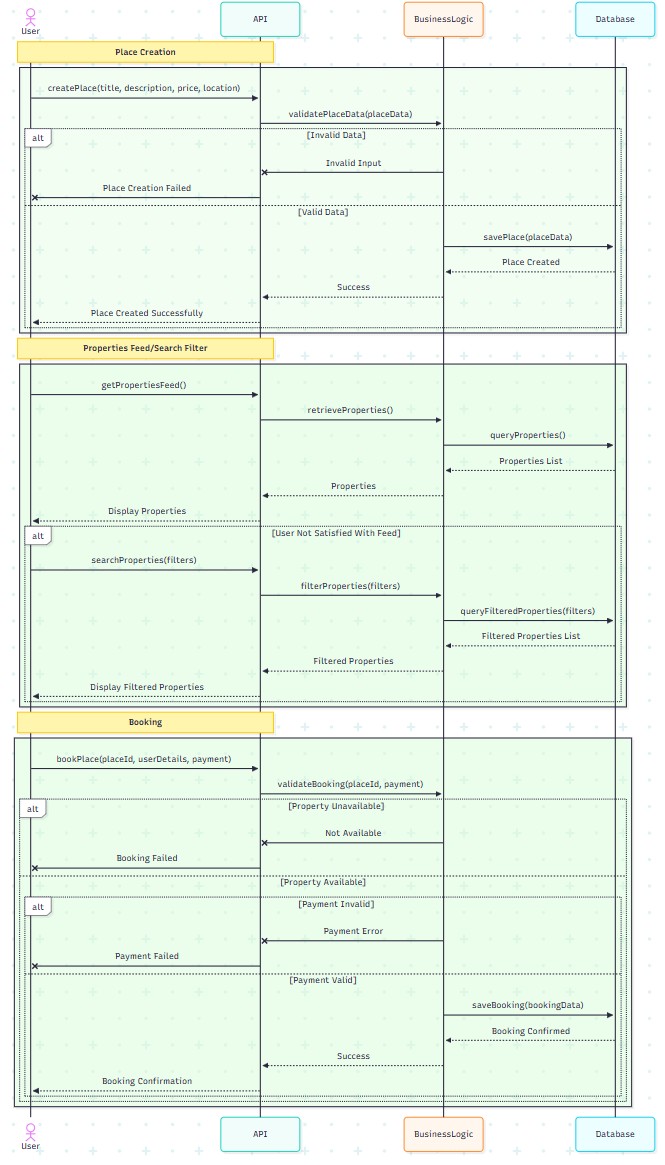 User
API
BusinessLogic
Database
Place Creation
createPlace(title, description, price, location)
validatePlaceData(placeData)
alt
[Invalid Data]
Invalid Input
Place Creation Failed
[Valid Data]
savePlace(placeData)
Place Created
Success
Place Created Successfully
Properties Feed/Search Filter
getPropertiesFeed()
retrieveProperties()
queryProperties()
Properties List
Properties
Display Properties
alt
[User Not Satisfied With Feed]
searchProperties(filters)
filterProperties(filters)
queryFilteredProperties(filters)
Filtered Properties List
Filtered Properties
Display Filtered Properties
Booking
bookPlace(placeId, userDetails, payment)
validateBooking(placeId, payment)
alt
[Property Unavailable]
Not Available
Booking Failed
[Property Available]
alt
[Payment Invalid]
Payment Error
Payment Failed
[Payment Valid]
saveBooking(bookingData)
Booking Confirmed
Success
Booking Confirmation
User
API
BusinessLogic
Database